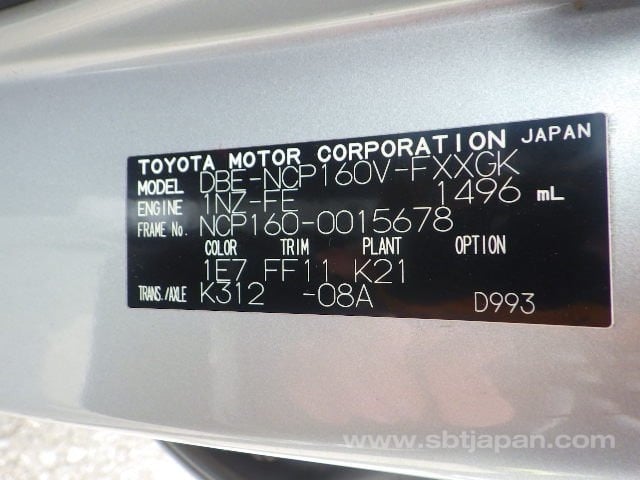 TOYOTA MOTOR CORPORATION JAPAN
MODEL DBE-NCP160V-FXXGK
ENGINE 1NZ-FE 1496 mL
FRAME No. NCP160-0015678
COLOR TRIM PLANT OPTION
1E7 FF11 K21
TRANS./AXLE K312 -08A D993
www.sbtjapan.com